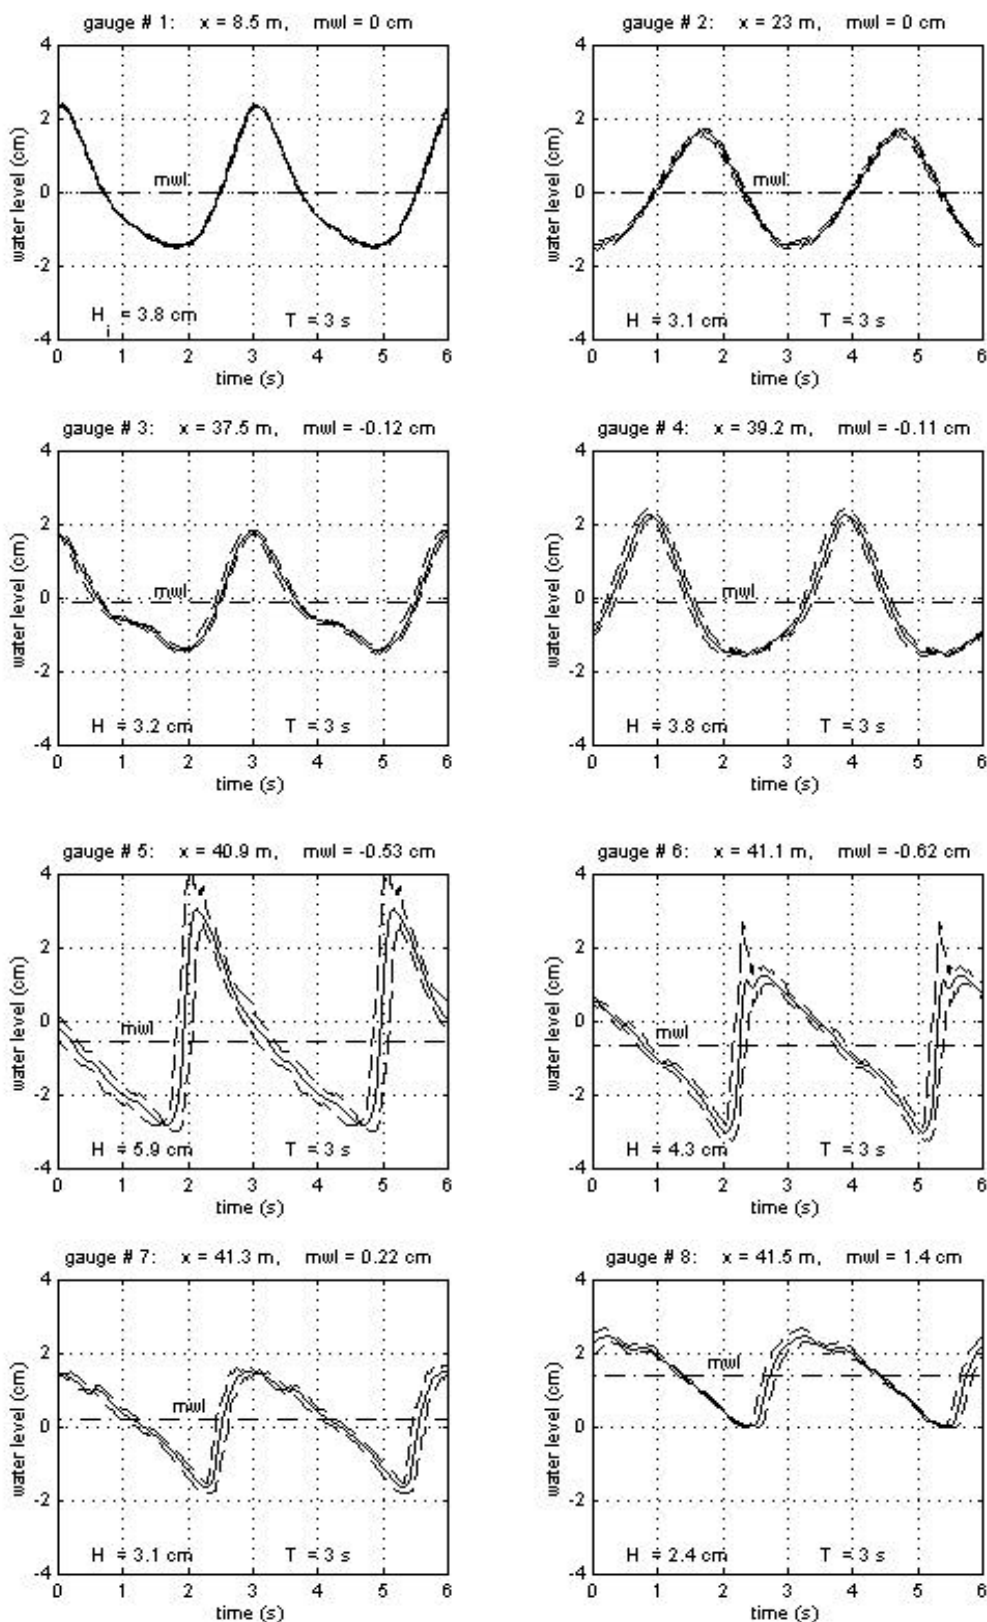 gauge # 1: x = 8.5 m, mwl = 0 cm
4
2
0
-2
-4
water level (cm)
mwl
H i = 3.8 cm T = 3 s
0 1 2 3 4 5 6
time (s)
gauge # 2: x = 23 m, mwl = 0 cm
4
2
0
-2
-4
water level (cm)
mwl
H = 3.1 cm T = 3 s
0 1 2 3 4 5 6
time (s)
gauge # 3: x = 37.5 m, mwl = -0.12 cm
4
2
0
-2
-4
water level (cm)
mwl
H = 3.2 cm T = 3 s
0 1 2 3 4 5 6
time (s)
gauge # 4: x = 39.2 m, mwl = -0.11 cm
4
2
0
-2
-4
water level (cm)
mwl
H = 3.8 cm T = 3 s
0 1 2 3 4 5 6
time (s)
gauge # 5: x = 40.9 m, mwl = -0.53 cm
4
2
0
-2
-4
water level (cm)
mwl
H = 5.9 cm T = 3 s
0 1 2 3 4 5 6
time (s)
gauge # 6: x = 41.1 m, mwl = -0.62 cm
4
2
0
-2
-4
water level (cm)
mwl
H = 4.3 cm T = 3 s
0 1 2 3 4 5 6
time (s)
gauge # 7: x = 41.3 m, mwl = 0.22 cm
4
2
0
-2
-4
water level (cm)
mwl
H = 3.1 cm T = 3 s
0 1 2 3 4 5 6
time (s)
gauge # 8: x = 41.5 m, mwl = 1.4 cm
4
2
0
-2
-4
water level (cm)
mwl
H = 2.4 cm T = 3 s
0 1 2 3 4 5 6
time (s)